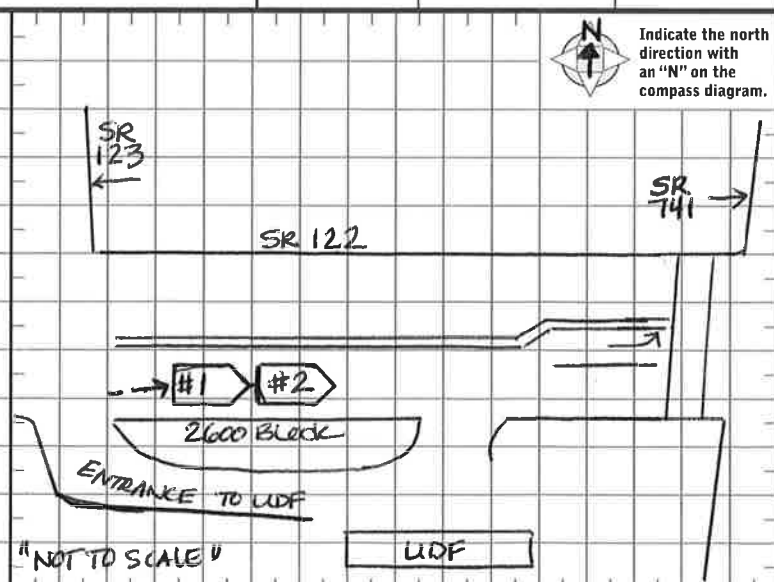 N
Indicate the north
direction with
an "N" on the
compass diagram.
SR
123
SR
741
SR 122
#1
#2
2600 Block
ENTRANCE TO UDF
"NOT TO SCALE"
UDF